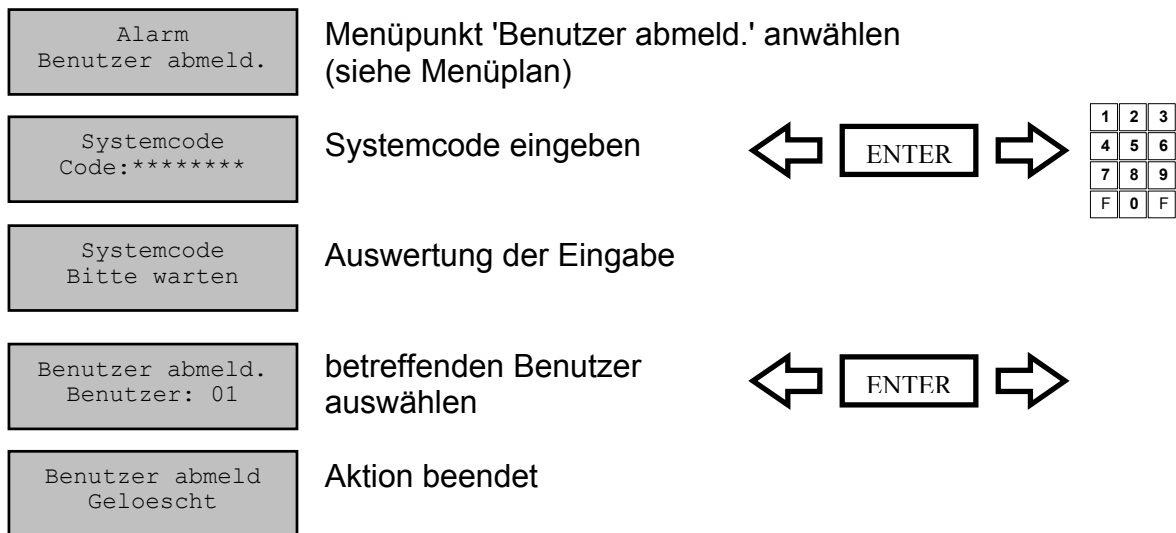 Alarm
Benutzer abmeld.
Menüpunkt 'Benutzer abmeld.' anwählen
(siehe Menüplan)
Systemcode
Code:********
Systemcode eingeben
ENTER
1 2 3
4 5 6
7 8 9
F 0 F
Systemcode
Bitte warten
Auswertung der Eingabe
Benutzer abmeld.
Benutzer: 01
betreffenden Benutzer
auswählen
ENTER
Benutzer abmeld
Geloescht
Aktion beendet